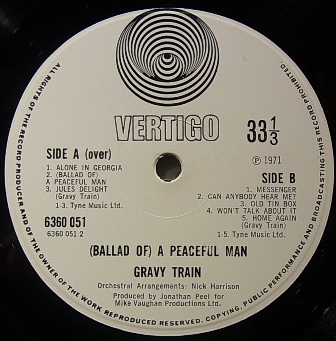 VERTIGO
33 1/3
SIDE A (over)
1. ALONE IN GEORGIA
2. (BALLAD OF)
A PEACEFUL MAN
3. JULES DELIGHT
(Gravy Train)
1-3. Tyne Music Ltd.
6360 051
6360 051 2
℗ 1971
SIDE B
1. MESSENGER
2. CAN ANYBODY HEAR ME?
3. OLD TIN BOX
4. WON'T TALK ABOUT IT
5. HOME AGAIN
(Gravy Train)
1-5. Tyne Music Ltd.
(BALLAD OF) A PEACEFUL MAN
GRAVY TRAIN
Orchestral Arrangements: Nick Harrison
Produced by Jonathan Peel for
Mike Vaughan Productions Ltd.
ALL RIGHTS OF THE RECORD PRODUCER AND OF THE OWNER OF THE WORK REPRODUCED RESERVED. COPYING, PUBLIC PERFORMANCE AND BROADCASTING OF THIS RECORD PROHIBITED.